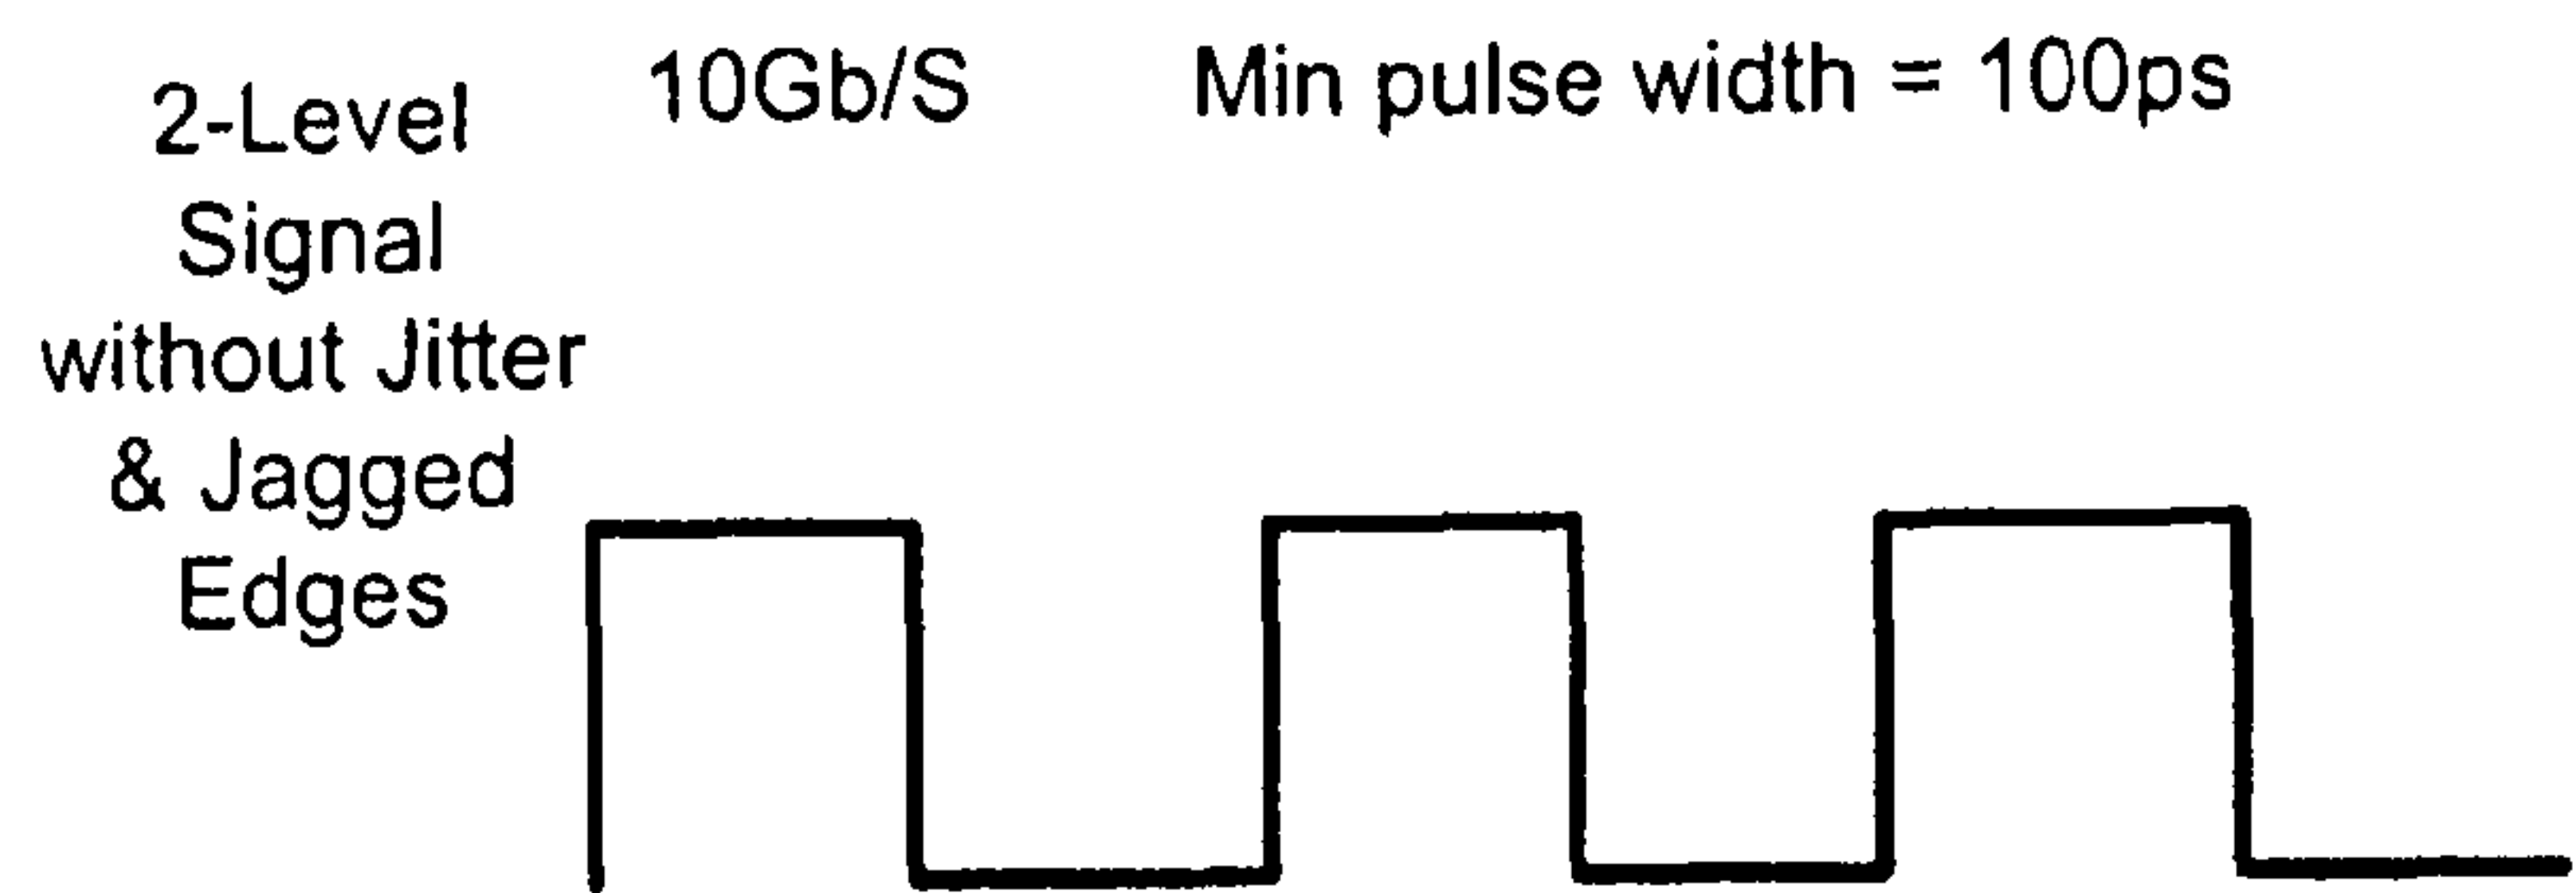 2-Level
Signal
without Jitter
& Jagged
Edges
10Gb/S
Min pulse width = 100ps